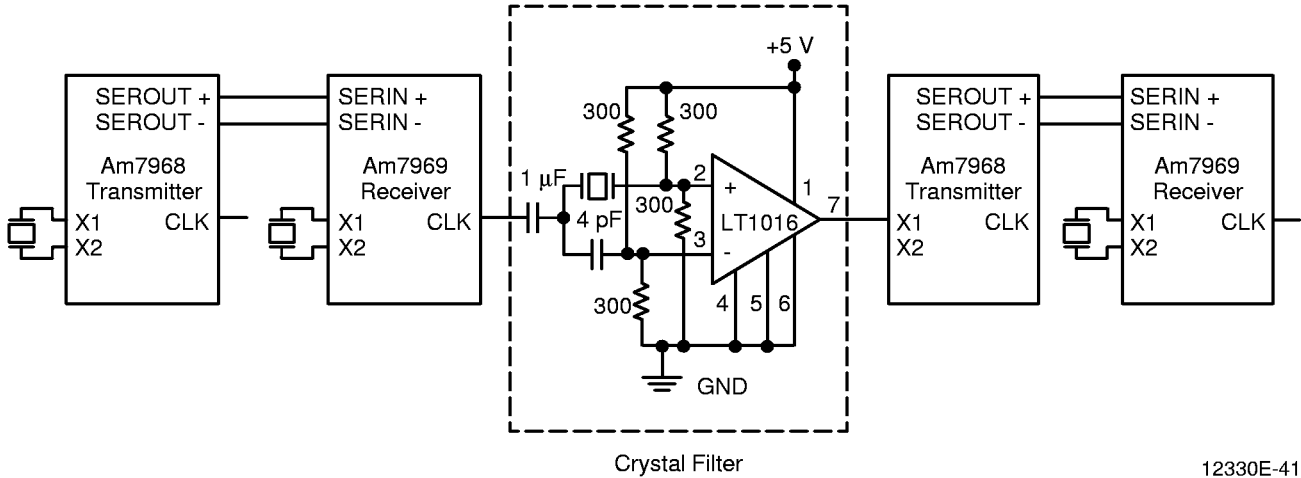 SEROUT +
SEROUT -
Am7968
Transmitter
X1
X2
CLK
SERIN +
SERIN -
Am7969
Receiver
X1
X2
CLK
+5 V
300
300
1 μF
4 pF
300
300
2
+
3
-
LT1016
1
7
4
5
6
GND
SEROUT +
SEROUT -
Am7968
Transmitter
X1
X2
CLK
SERIN +
SERIN -
Am7969
Receiver
X1
X2
CLK
Crystal Filter
12330E-41